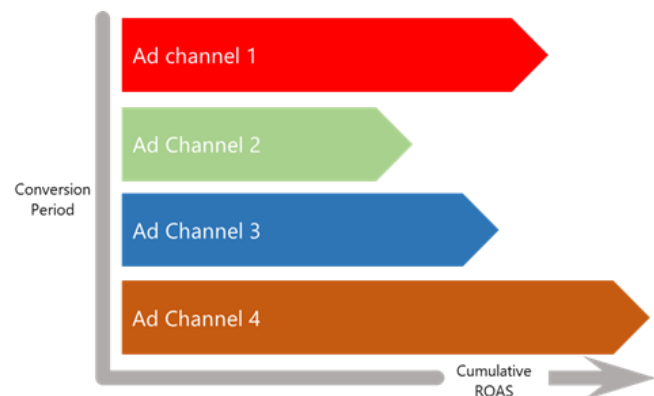 Ad channel 1
Ad Channel 2
Conversion
Period
Ad Channel 3
Ad Channel 4
Cumulative
ROAS